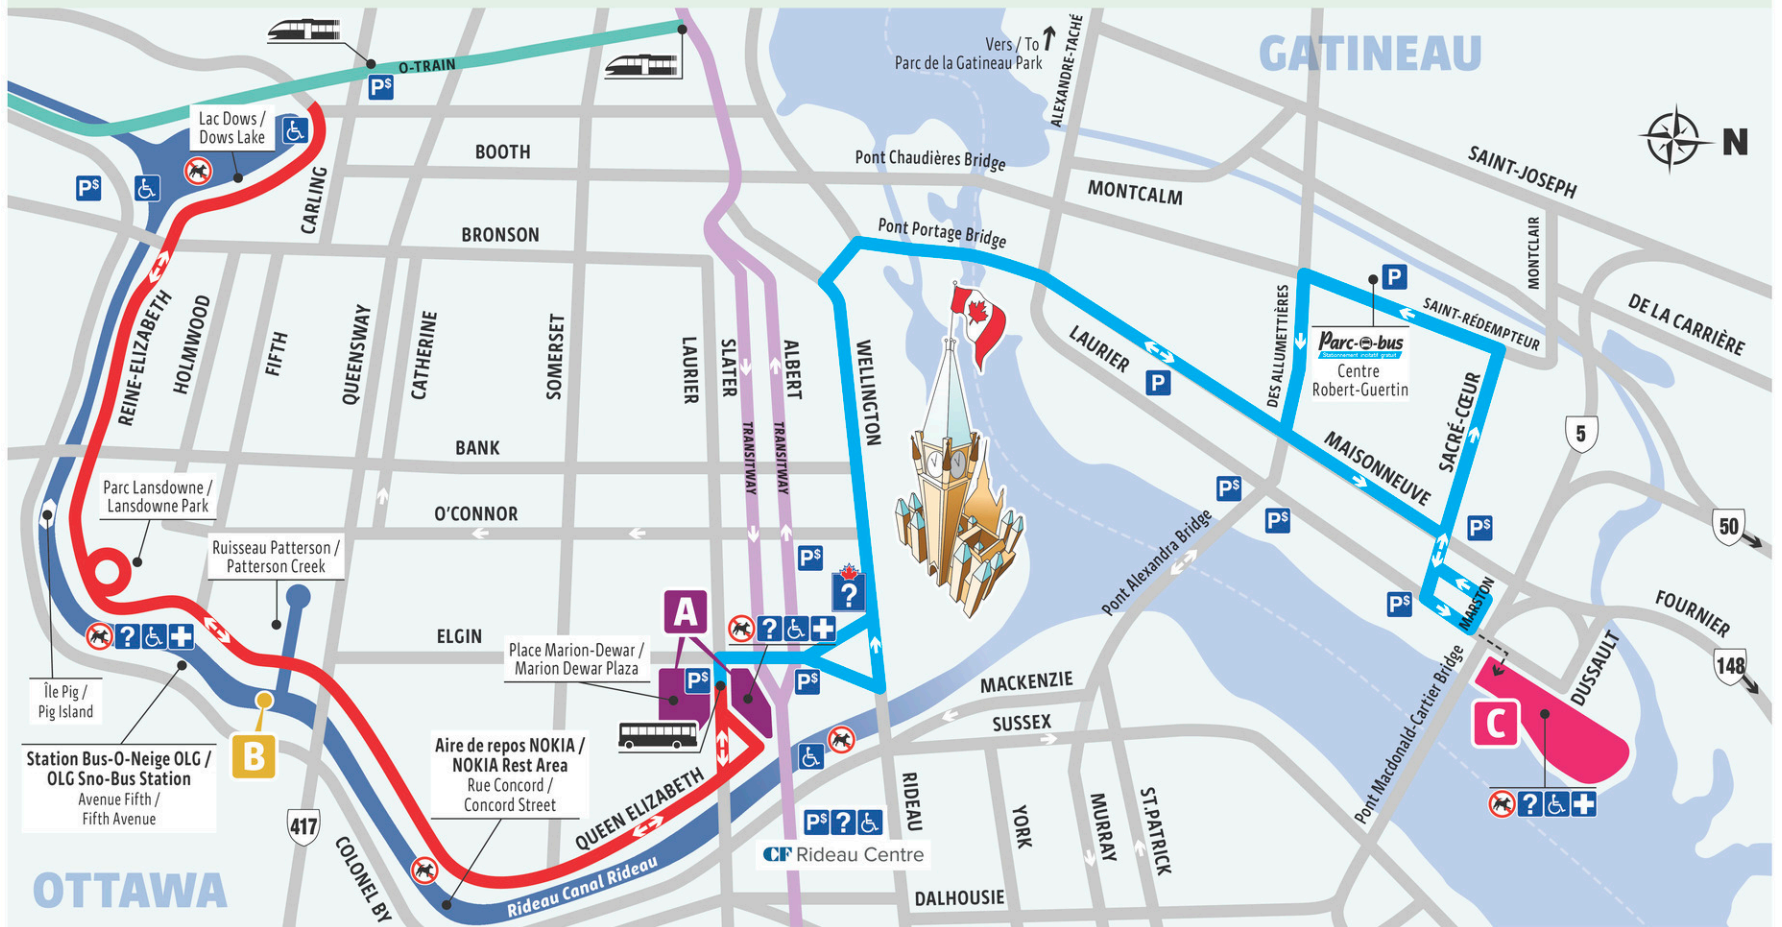 GATINEAU
Vers / To
Parc de la Gatineau Park
ALEXANDRE-TACHÉ
O-TRAIN
P$
Lac Dows /
Dows Lake
P$
CARLING
BOOTH
Pont Chaudières Bridge
MONTCALM
SAINT-JOSEPH
N
BRONSON
Pont Portage Bridge
MONTCLAIR
DE LA CARRIÈRE
REINE-ELIZABETH
HOLMWOOD
FIFTH
QUEENSWAY
CATHERINE
SOMERSET
LAURIER
SLATER
ALBERT
WELLINGTON
TRANSITWAY
TRANSITWAY
LAURIER
P
DES ALLUMETTIÈRES
P
SAINT-RÉDEMPTEUR
Parc-o-bus
Stationnement incitatif gratuit
Centre
Robert-Guertin
SACRÉ-CŒUR
MAISONNEUVE
5
BANK
O'CONNOR
ELGIN
Parc Lansdowne /
Lansdowne Park
Ruisseau Patterson /
Patterson Creek
P$
?
A
? 
Place Marion-Dewar /
Marion Dewar Plaza
P$
P$
P$
P$
P$
P$
50
Pont Alexandra Bridge
MARSTON
FOURNIER
148
DUSSAULT
Pont Macdonald-Cartier Bridge
C
?
?
Île Pig /
Pig Island
Station Bus-O-Neige OLG /
OLG Sno-Bus Station
Avenue Fifth /
Fifth Avenue
B
417
Aire de repos NOKIA /
NOKIA Rest Area
Rue Concord /
Concord Street
QUEEN ELIZABETH
Rideau Canal Rideau
COLONEL BY
MACKENZIE
SUSSEX
RIDEAU
YORK
MURRAY
ST.PATRICK
DALHOUSIE
P$ ?
CF Rideau Centre
OTTAWA